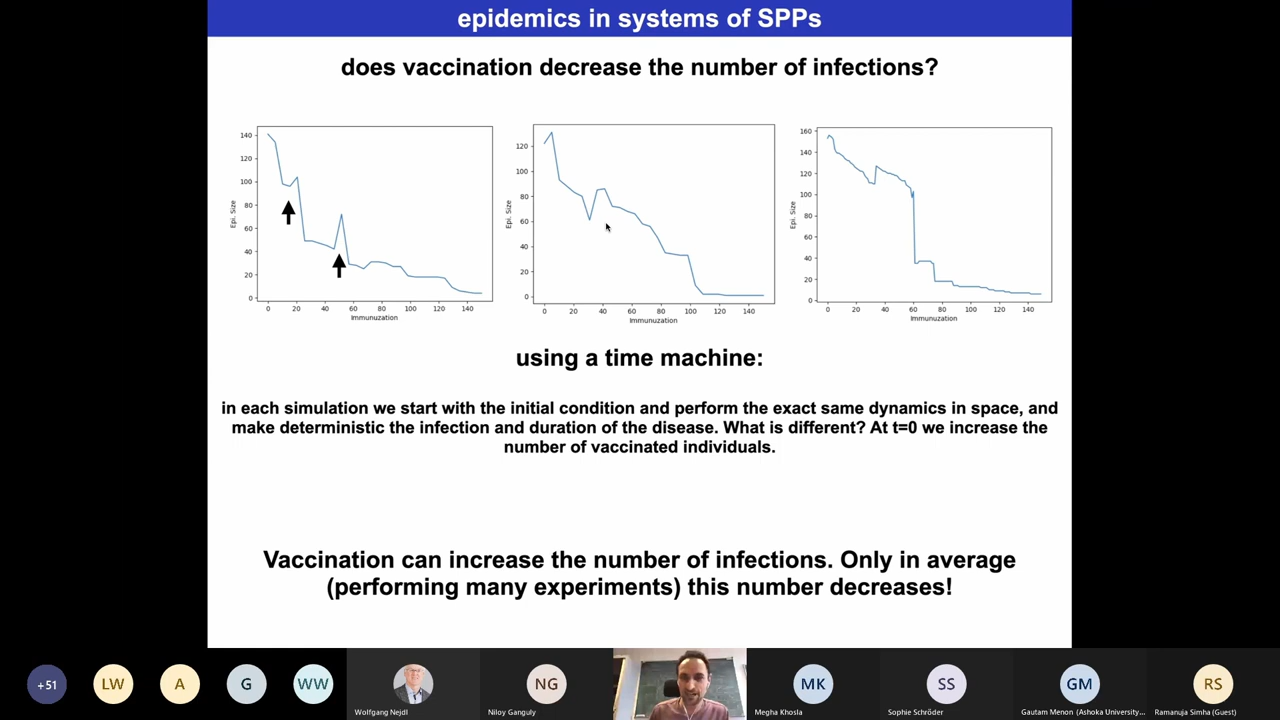 epidemics in systems of SPPs
does vaccination decrease the number of infections?
140
120
100
80
60
40
20
0
Epi. Size
0 20 40 60 80 100 120 140
Immunuzation
120
100
80
60
40
20
0
Epi. Size
0 20 40 60 80 100 120 140
Immunuzation
160
140
120
100
80
60
40
20
0
Epi. Size
0 20 40 60 80 100 120 140
Immunuzation
using a time machine:
in each simulation we start with the initial condition and perform the exact same dynamics in space, and
make deterministic the infection and duration of the disease. What is different? At t=0 we increase the
number of vaccinated individuals.
Vaccination can increase the number of infections. Only in average
(performing many experiments) this number decreases!
+51
LW
A
G
WW
Wolfgang Nejdl
NG
Niloy Ganguly
MK
Megha Khosla
SS
Sophie Schröder
GM
Gautam Menon (Ashoka University...
RS
Ramanuja Simha (Guest)